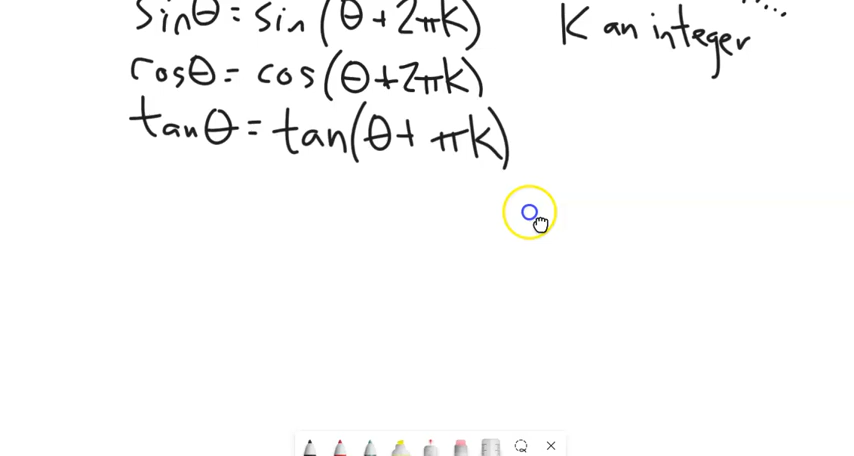 sinθ = sin(θ + 2πk)
K an integer
cosθ = cos(θ + 2πk)
tanθ = tan(θ + πk)